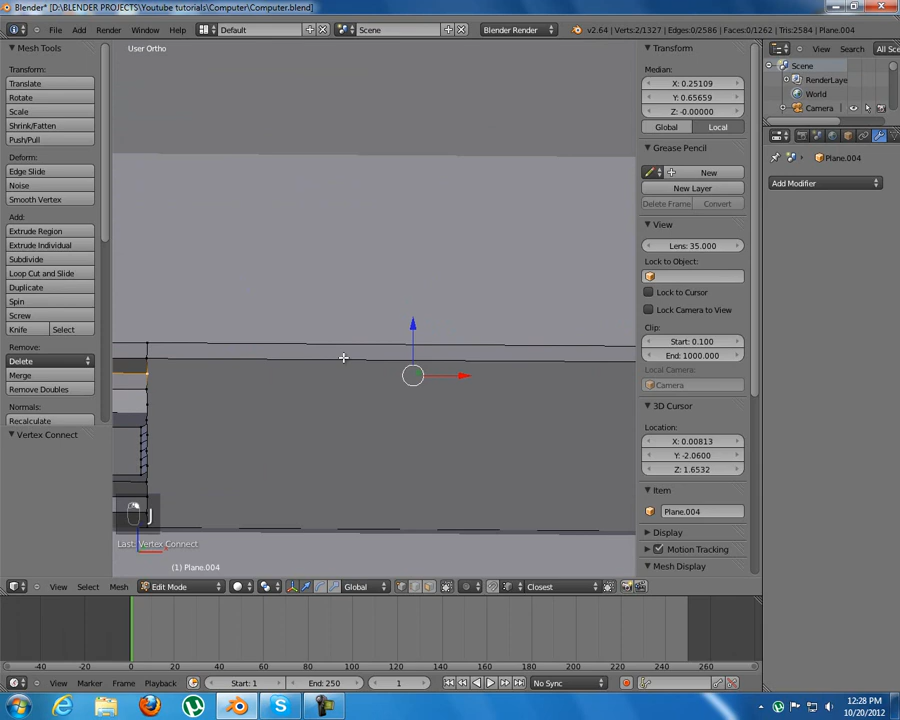 Blender* [D:\BLENDER PROJECTS\Youtube tutorials\Computer\Computer.blend]
File Add Render Window Help Default Scene Blender Render v2.64 | Verts:2/1327 | Edges:0/2586 | Faces:0/1262 | Tris:2584 | Plane.004
Mesh Tools
Transform:
Translate
Rotate
Scale
Shrink/Fatten
Push/Pull
Deform:
Edge Slide
Noise
Smooth Vertex
Add:
Extrude Region
Extrude Individual
Subdivide
Loop Cut and Slide
Duplicate
Spin
Screw
Knife Select
Remove:
Delete
Merge
Remove Doubles
Normals:
Recalculate
Vertex Connect
User Ortho
J
Last: Vertex Connect
(1) Plane.004
Transform
Median:
X: 0.25109
Y: 0.65659
Z: -0.00000
Global Local
Grease Pencil
New
New Layer
Delete Frame Convert
View
Lens: 35.000
Lock to Object:
Lock to Cursor
Lock Camera to View
Clip:
Start: 0.100
End: 1000.000
Local Camera:
Camera
3D Cursor
Location:
X: 0.00813
Y: -2.0600
Z: 1.6532
Item
Plane.004
Display
Motion Tracking
Mesh Display
View Search All Sce
Scene
RenderLaye
World
Camera
Plane.004
Add Modifier
View Select Mesh Edit Mode Global Closest
-40 -20 0 20 40 60 80 100 120 140 160 180 200 220 240 260
View Marker Frame Playback Start: 1 End: 250 1 No Sync
12:28 PM
10/20/2012